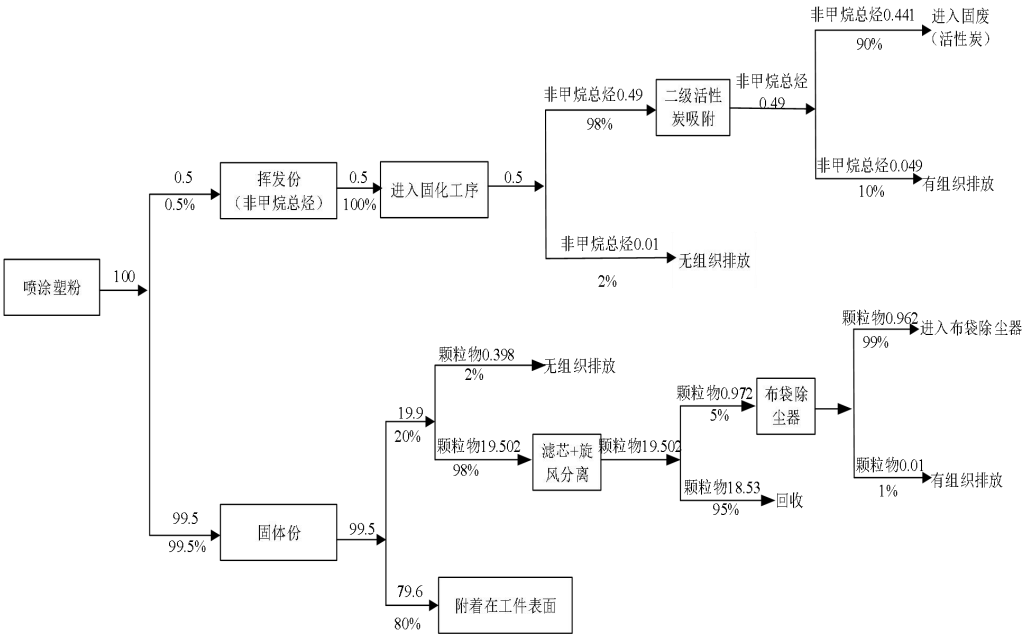 非甲烷总烃0.441
90%
进入固废
（活性炭）
非甲烷总烃0.49
98%
二级活性
炭吸附
非甲烷总烃
0.49
非甲烷总烃0.049
10%
有组织排放
0.5
0.5%
挥发份
（非甲烷总烃）
0.5
100%
进入固化工序
0.5
非甲烷总烃0.01
2%
无组织排放
喷涂塑粉
100
颗粒物0.962
99%
进入布袋除尘器
颗粒物0.398
2%
无组织排放
颗粒物0.972
5%
布袋除
尘器
19.9
20%
颗粒物19.502
98%
滤芯+旋
风分离
颗粒物19.502
颗粒物0.01
1%
有组织排放
颗粒物18.53
95%
回收
99.5
99.5%
固体份
99.5
79.6
80%
附着在工件表面